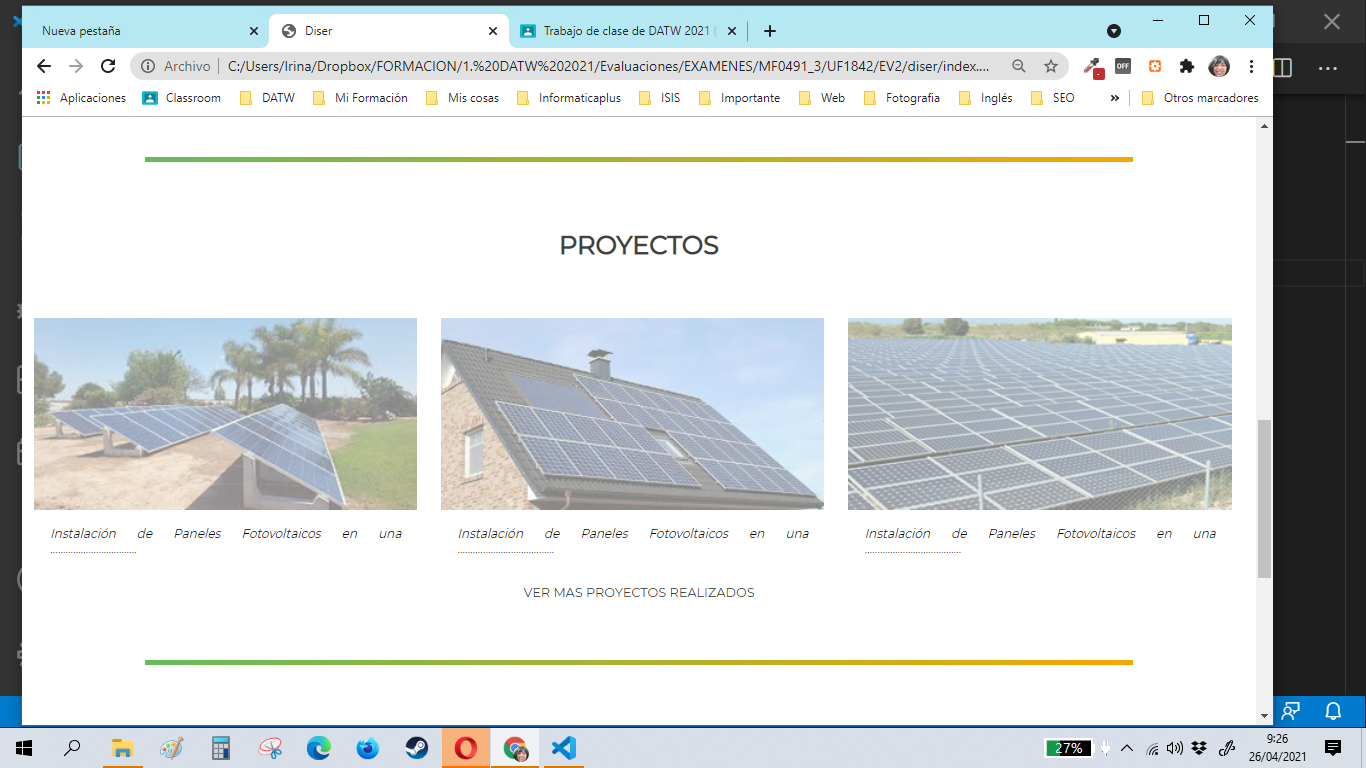 Nueva pestaña
Diser
Trabajo de clase de DATW 2021 (
Archivo
C:/Users/Irina/Dropbox/FORMACION/1.%20DATW%202021/Evaluaciones/EXAMENES/MF0491_3/UF1842/EV2/diser/index....
OFF
Aplicaciones
Classroom
DATW
Mi Formación
Mis cosas
Informaticaplus
ISIS
Importante
Web
Fotografia
Inglés
SEO
»
Otros marcadores
PROYECTOS
Instalación de Paneles Fotovoltaicos en una
......................................
Instalación de Paneles Fotovoltaicos en una
..........................................
Instalación de Paneles Fotovoltaicos en una
..........................................
VER MAS PROYECTOS REALIZADOS
27%
9:26
26/04/2021